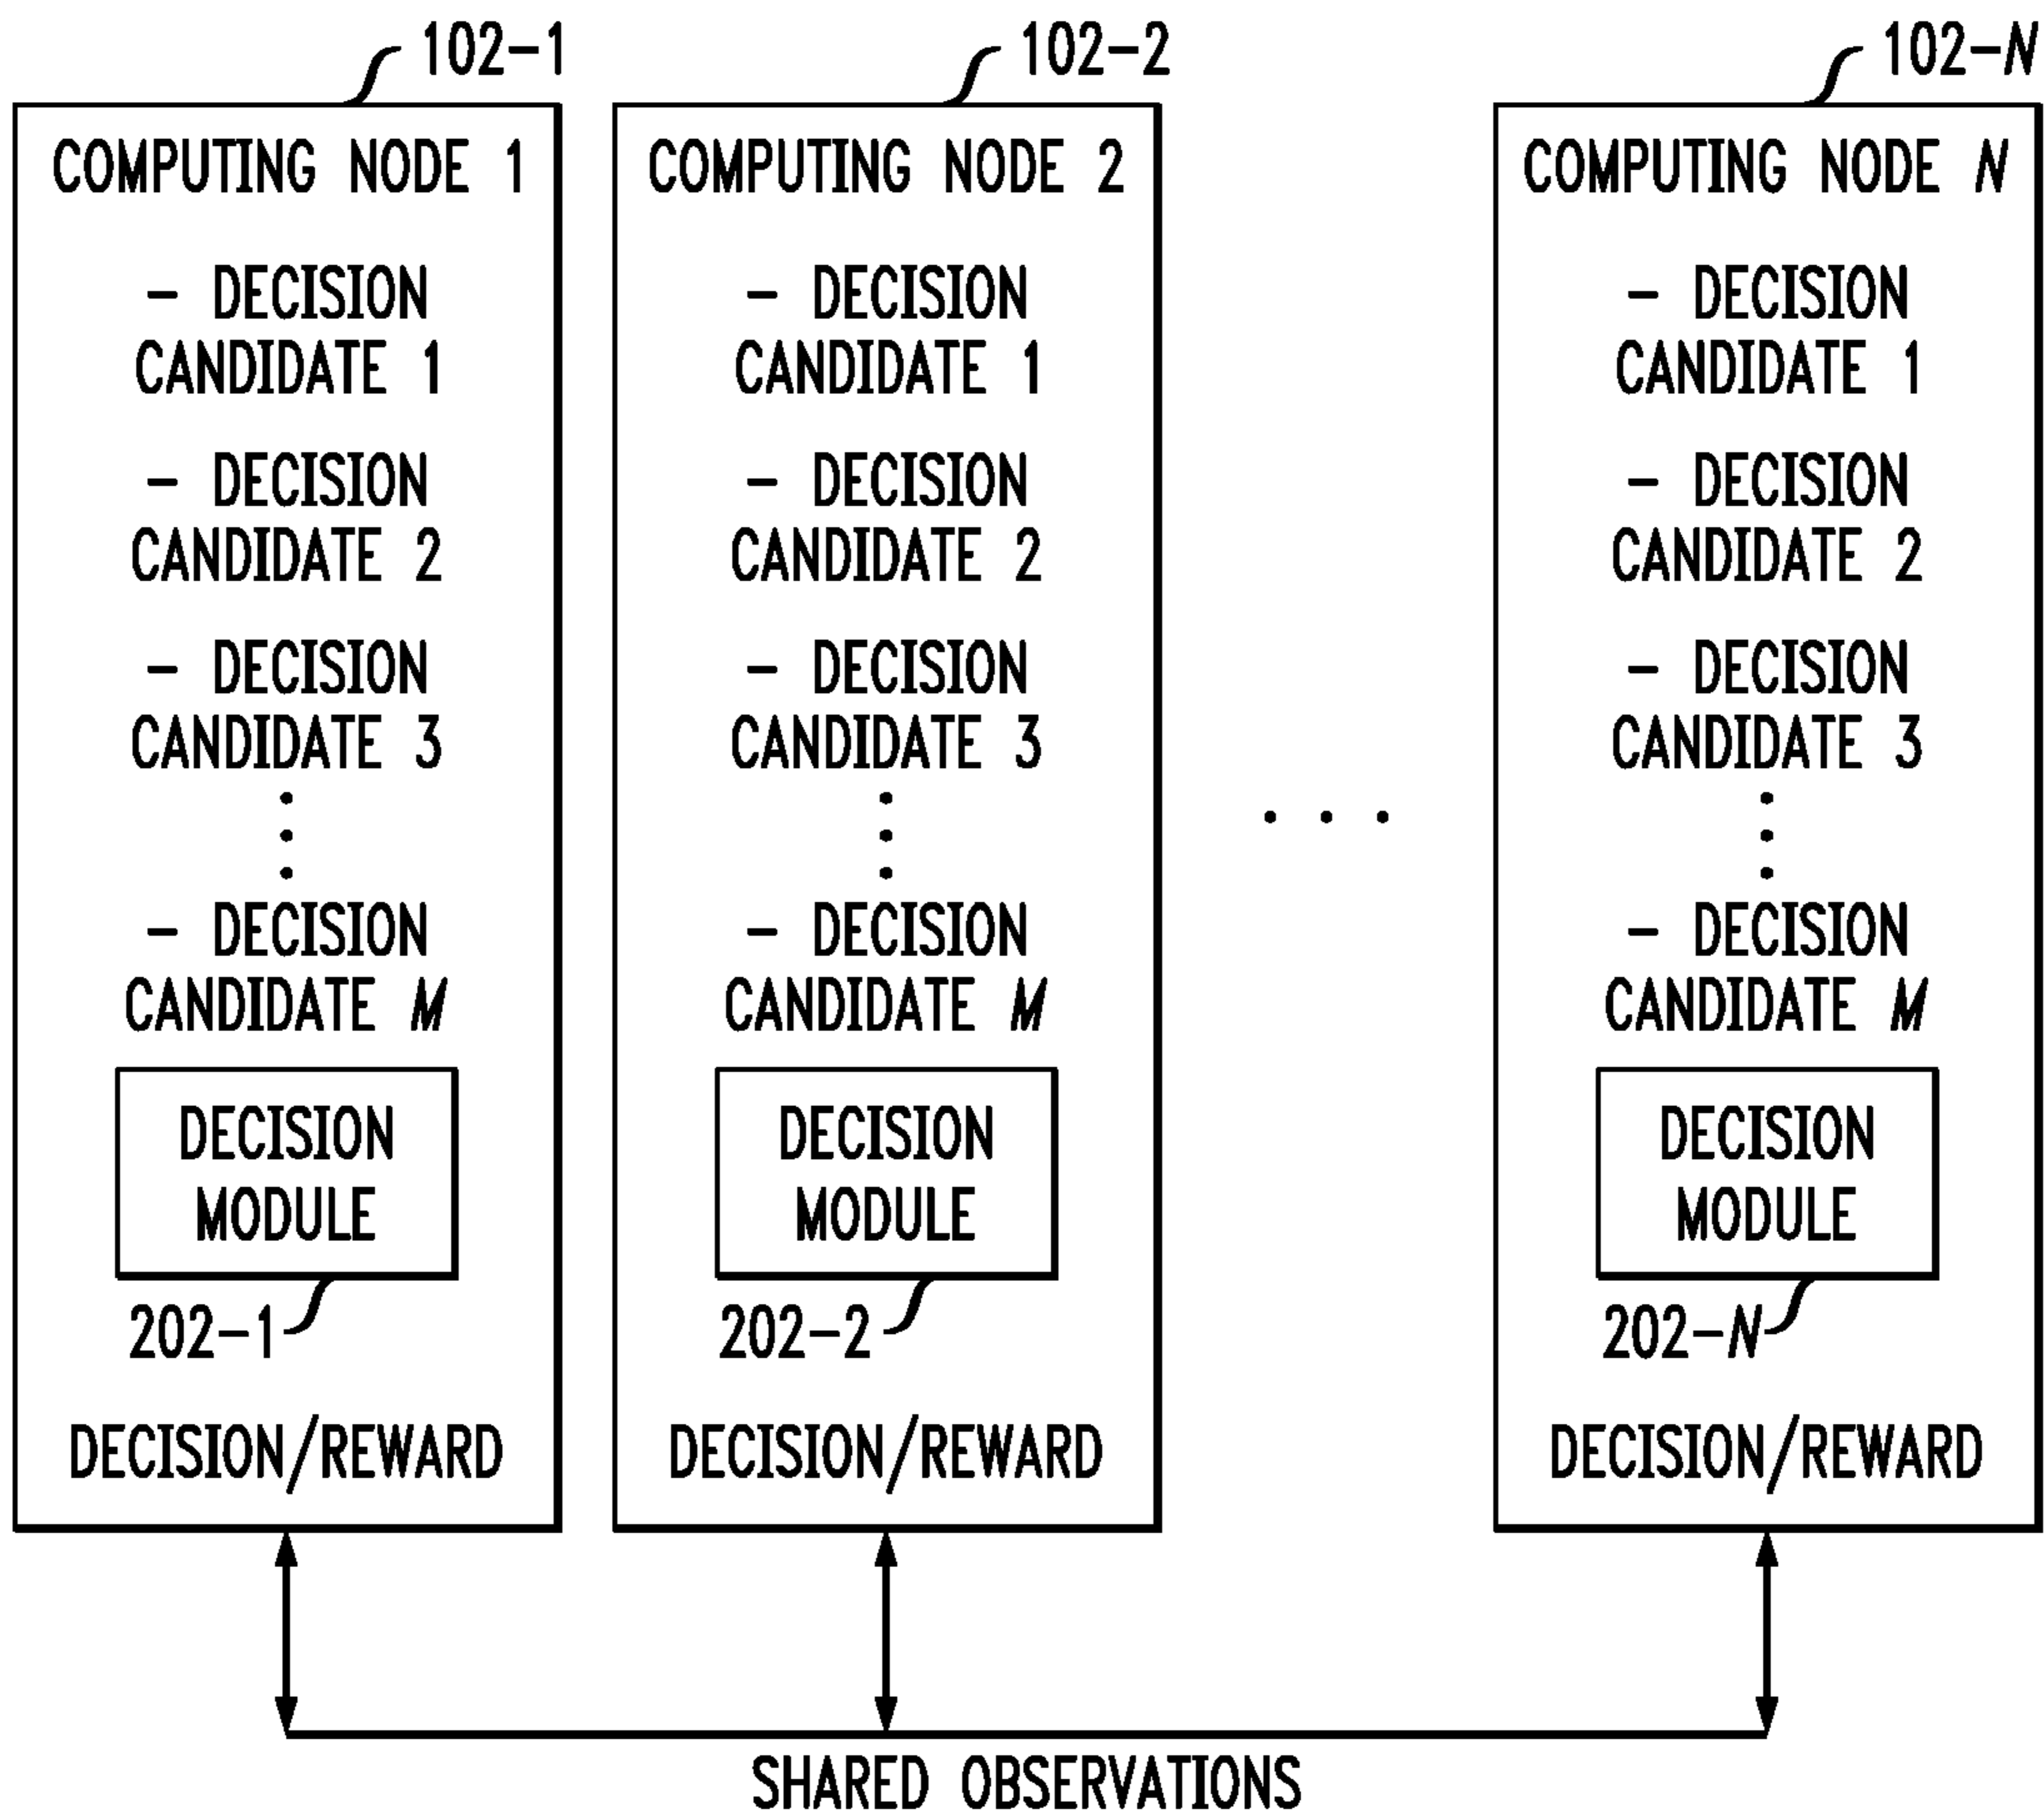 102-1
COMPUTING NODE 1
- DECISION
CANDIDATE 1
- DECISION
CANDIDATE 2
- DECISION
CANDIDATE 3
- DECISION
CANDIDATE M
DECISION
MODULE
202-1
DECISION/REWARD
102-2
COMPUTING NODE 2
- DECISION
CANDIDATE 1
- DECISION
CANDIDATE 2
- DECISION
CANDIDATE 3
- DECISION
CANDIDATE M
DECISION
MODULE
202-2
DECISION/REWARD
102-N
COMPUTING NODE N
- DECISION
CANDIDATE 1
- DECISION
CANDIDATE 2
- DECISION
CANDIDATE 3
- DECISION
CANDIDATE M
DECISION
MODULE
202-N
DECISION/REWARD
SHARED OBSERVATIONS